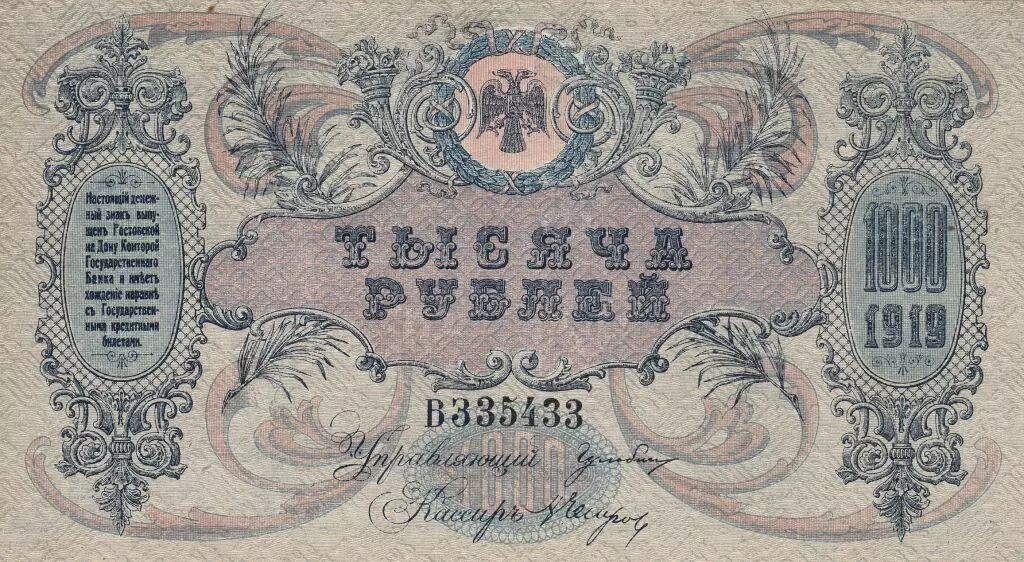 Настоящій денеж-
ный знакъ выпу-
щенъ Ростовской
на Дону Конторой
Государственнаго
Банка и имѣетъ
хожденіе наравнѣ
съ Государствен-
ными кредитными
билетами.
ТЫСЯЧА
РУБЛЕЙ
1000
1919
В335433
1000
Управляющій
Кассиръ